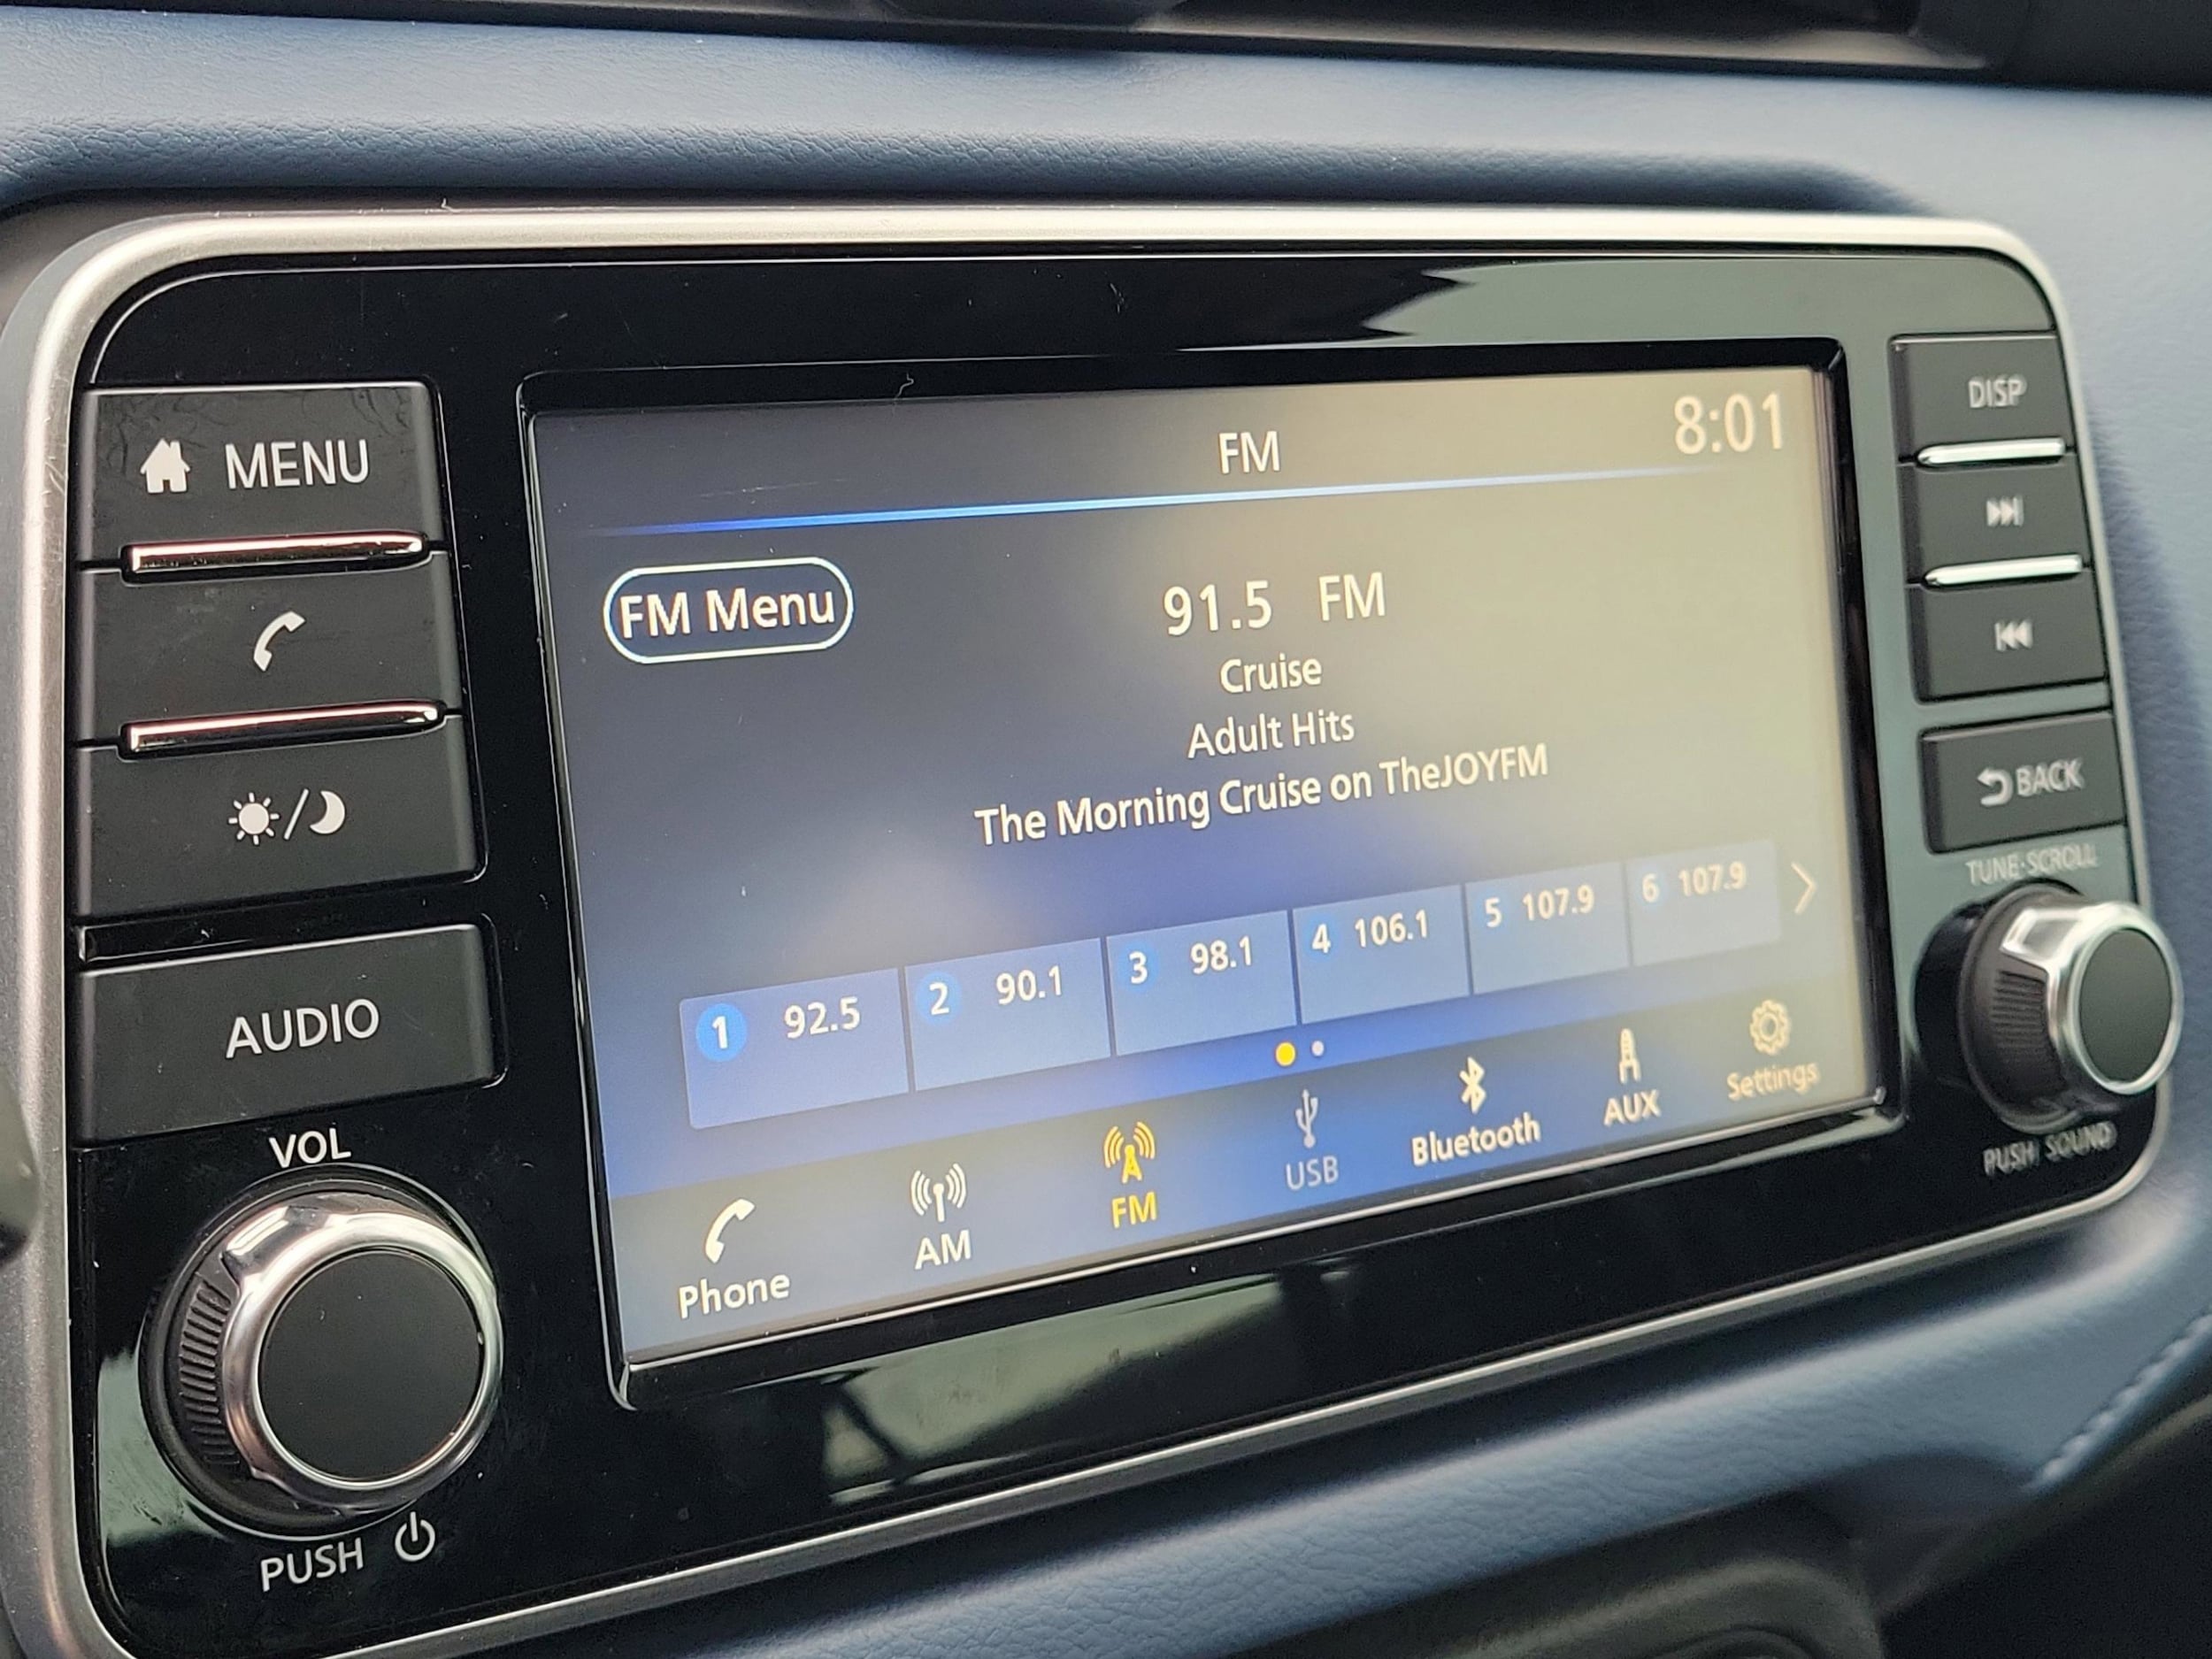 MENU
AUDIO
VOL
PUSH
FM
8:01
FM Menu
91.5 FM
Cruise
Adult Hits
The Morning Cruise on TheJOYFM
1 92.5
2 90.1
3 98.1
4 106.1
5 107.9
6 107.9
Phone
AM
FM
USB
Bluetooth
AUX
Settings
DISP
BACK
TUNE·SCROLL
PUSH SOUND